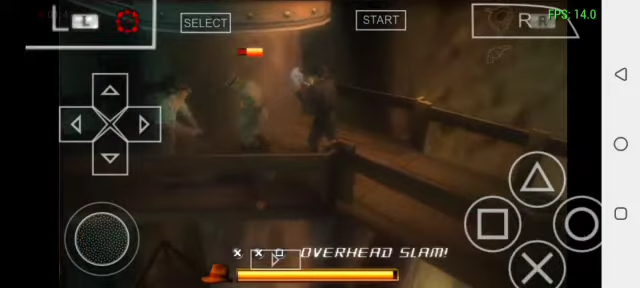 L L
SELECT
START
R R
FPS: 14.0
OVERHEAD SLAM!